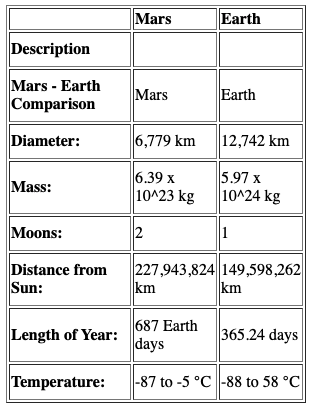 Mars Earth
Description
Mars - Earth
Comparison
Mars Earth
Diameter: 6,779 km 12,742 km
Mass: 6.39 x
10^23 kg
5.97 x
10^24 kg
Moons: 2 1
Distance from
Sun:
227,943,824
km
149,598,262
km
Length of Year: 687 Earth
days
365.24 days
Temperature: -87 to -5 °C -88 to 58 °C